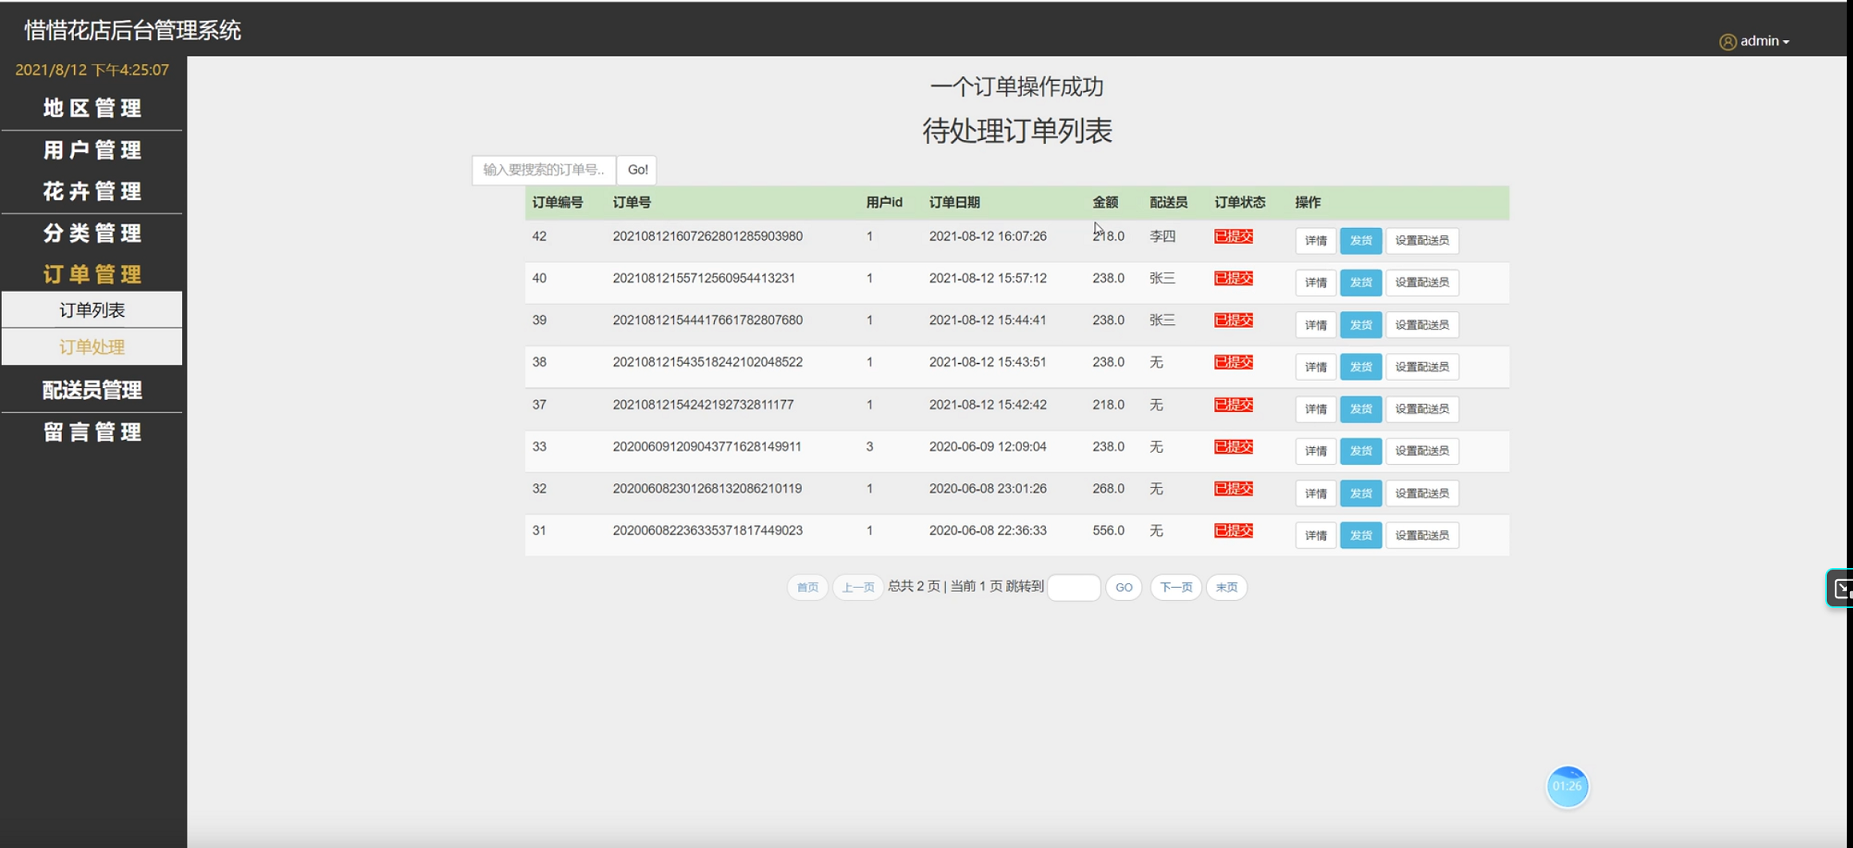 惜惜花店后台管理系统
admin
2021/8/12 下午4:25:07
地区管理
用户管理
花卉管理
分类管理
订单管理
订单列表
订单处理
配送员管理
留言管理
一个订单操作成功
待处理订单列表
输入要搜索的订单号.. Go!
订单编号 订单号 用户id 订单日期 金额 配送员 订单状态 操作
42 202108121607262801285903980 1 2021-08-12 16:07:26 218.0 李四 已提交 详情 发货 设置配送员
40 20210812155712560954413231 1 2021-08-12 15:57:12 238.0 张三 已提交 详情 发货 设置配送员
39 202108121544417661782807680 1 2021-08-12 15:44:41 238.0 张三 已提交 详情 发货 设置配送员
38 202108121543518242102048522 1 2021-08-12 15:43:51 238.0 无 已提交 详情 发货 设置配送员
37 20210812154242192732811177 1 2021-08-12 15:42:42 218.0 无 已提交 详情 发货 设置配送员
33 202006091209043771628149911 3 2020-06-09 12:09:04 238.0 无 已提交 详情 发货 设置配送员
32 202006082301268132086210119 1 2020-06-08 23:01:26 268.0 无 已提交 详情 发货 设置配送员
31 202006082236335371817449023 1 2020-06-08 22:36:33 556.0 无 已提交 详情 发货 设置配送员
首页 上一页 总共 2 页 | 当前 1 页 跳转到 GO 下一页 末页
01:26